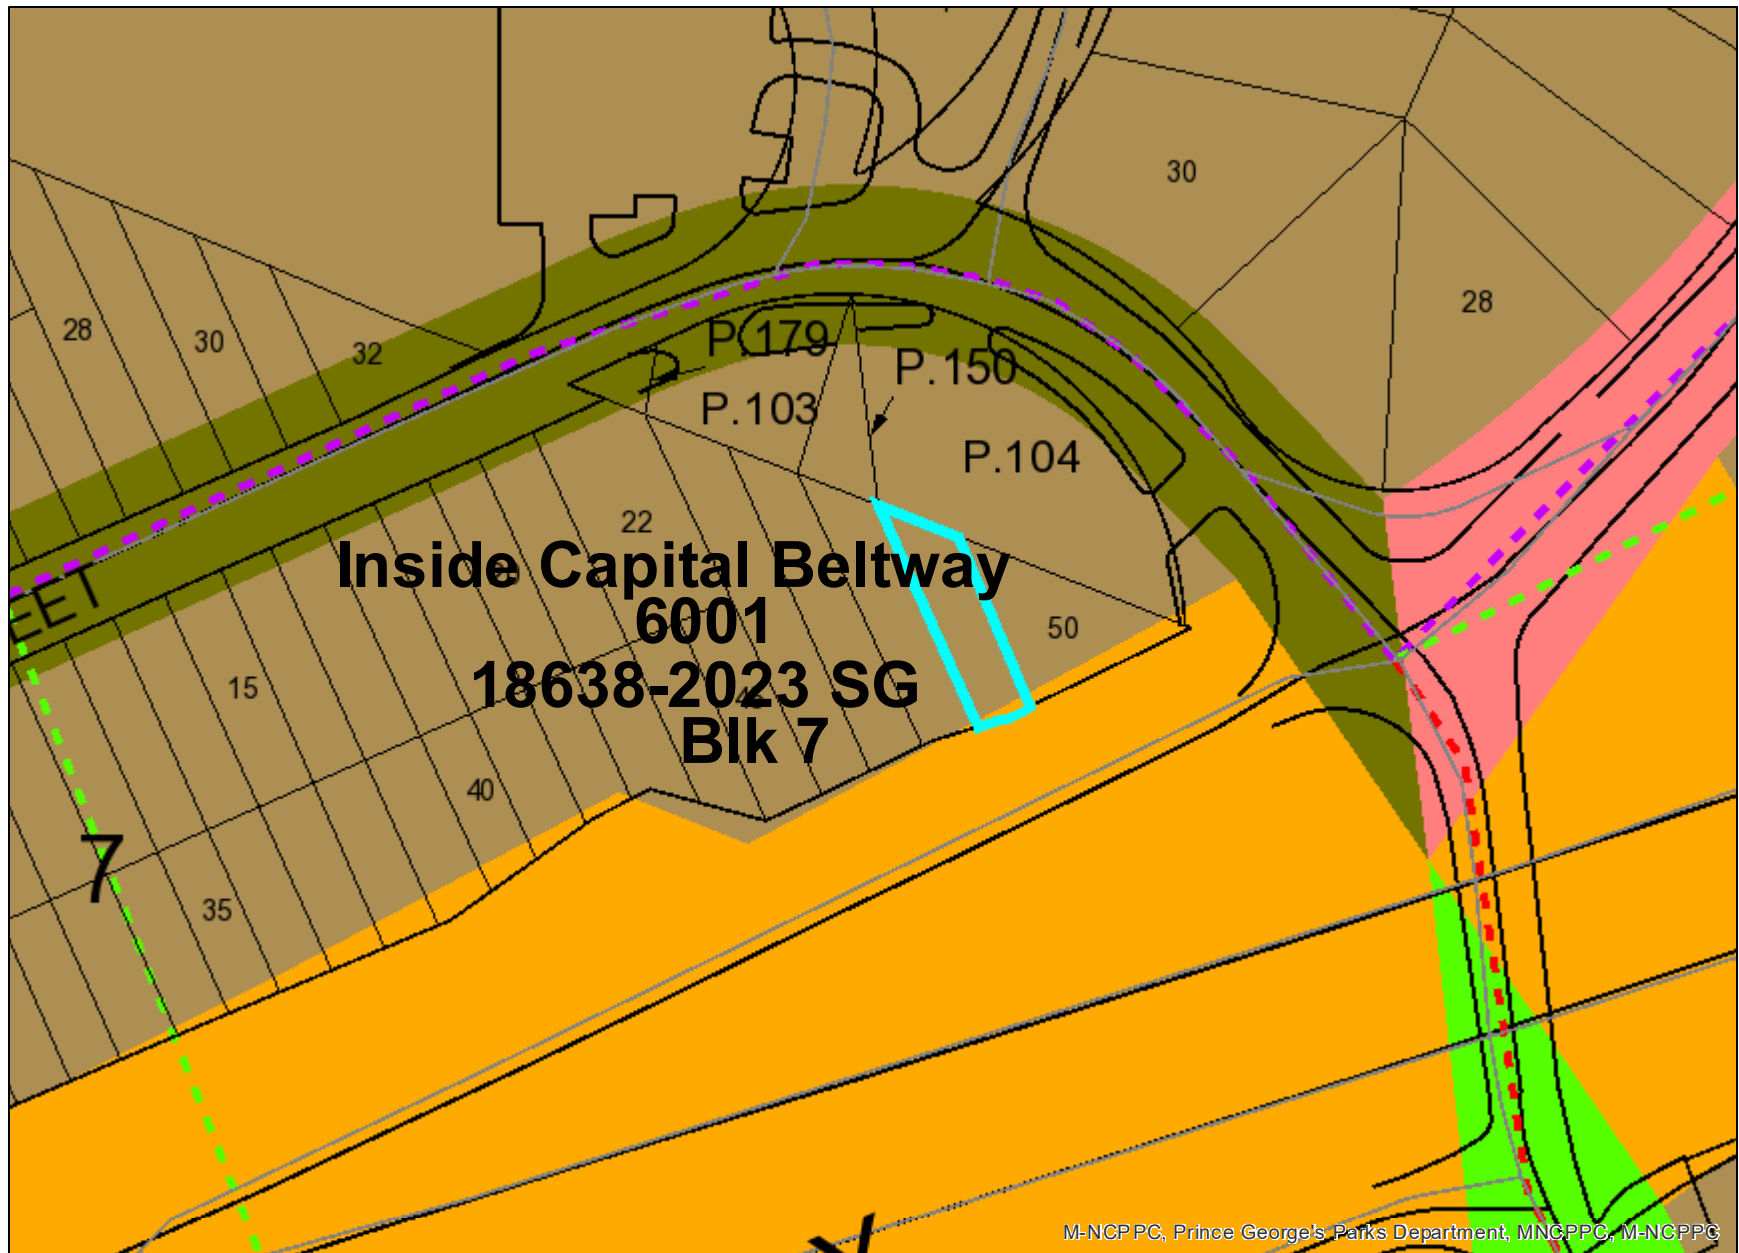 30
28
28
30
32
P.179
P.150
P.103
P.104
22
Inside Capital Beltway
6001
EET
50
18638-2023 SG
15
Blk 7
40
7
35
M-NCPPC, Prince George's Parks Department, MNCPPC, M-NCPPC